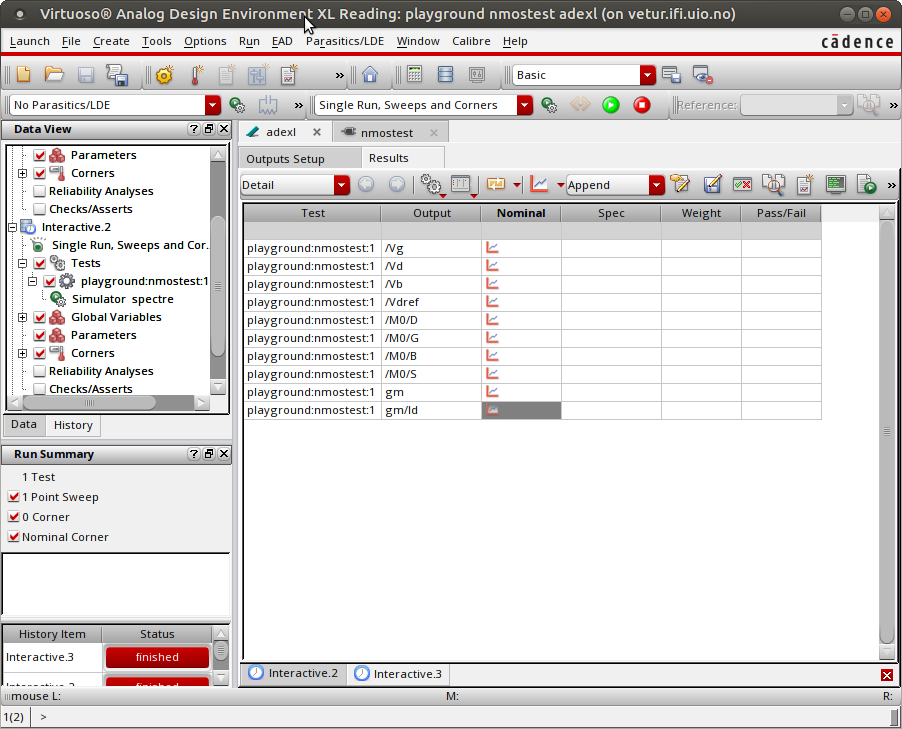 Virtuoso® Analog Design Environment XL Reading: playground nmostest adexl (on vetur.ifi.uio.no)
Launch File Create Tools Options Run EAD Parasitics/LDE Window Calibre Help cādence
» Basic
No Parasitics/LDE » Single Run, Sweeps and Corners Reference: »
Data View
Parameters
Corners
Reliability Analyses
Checks/Asserts
Interactive.2
Single Run, Sweeps and Cor.
Tests
playground:nmostest:1
Simulator spectre
Global Variables
Parameters
Corners
Reliability Analyses
Checks/Asserts
Data History
Run Summary
1 Test
1 Point Sweep
0 Corner
Nominal Corner
History Item Status
Interactive.3 finished
adexl nmostest
Outputs Setup Results
Detail Append »
Test Output Nominal Spec Weight Pass/Fail
playground:nmostest:1 /Vg
playground:nmostest:1 /Vd
playground:nmostest:1 /Vb
playground:nmostest:1 /Vdref
playground:nmostest:1 /M0/D
playground:nmostest:1 /M0/G
playground:nmostest:1 /M0/B
playground:nmostest:1 /M0/S
playground:nmostest:1 gm
playground:nmostest:1 gm/Id
Interactive.2 Interactive.3
mouse L: M: R:
1(2) >